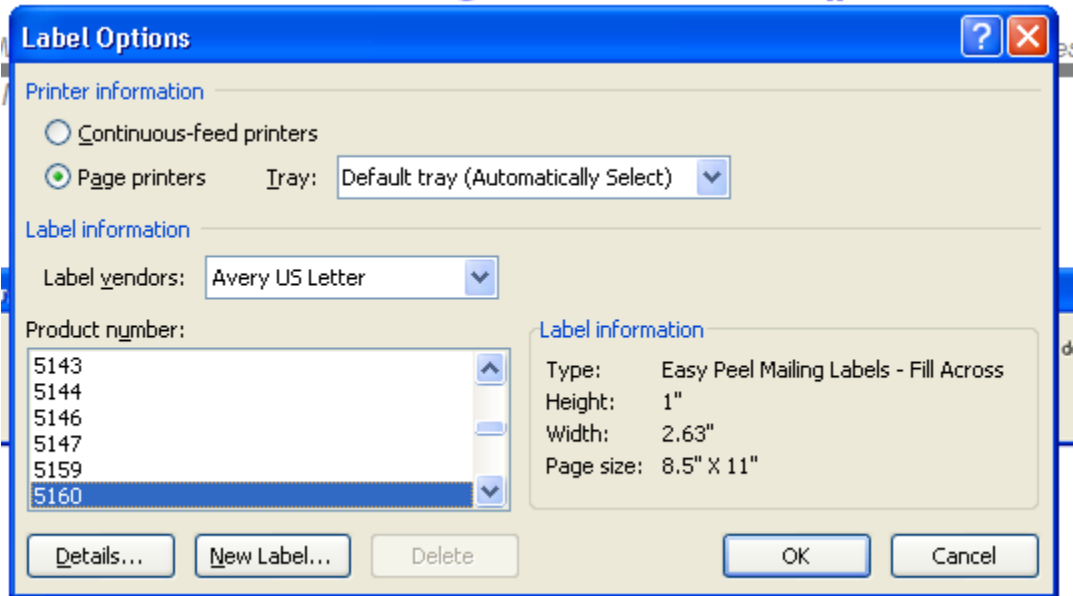 Label Options
Printer information
Continuous-feed printers
Page printers Tray: Default tray (Automatically Select)
Label information
Label vendors: Avery US Letter
Product number:
5143
5144
5146
5147
5159
5160
Label information
Type: Easy Peel Mailing Labels - Fill Across
Height: 1"
Width: 2.63"
Page size: 8.5" X 11"
Details... New Label... Delete OK Cancel